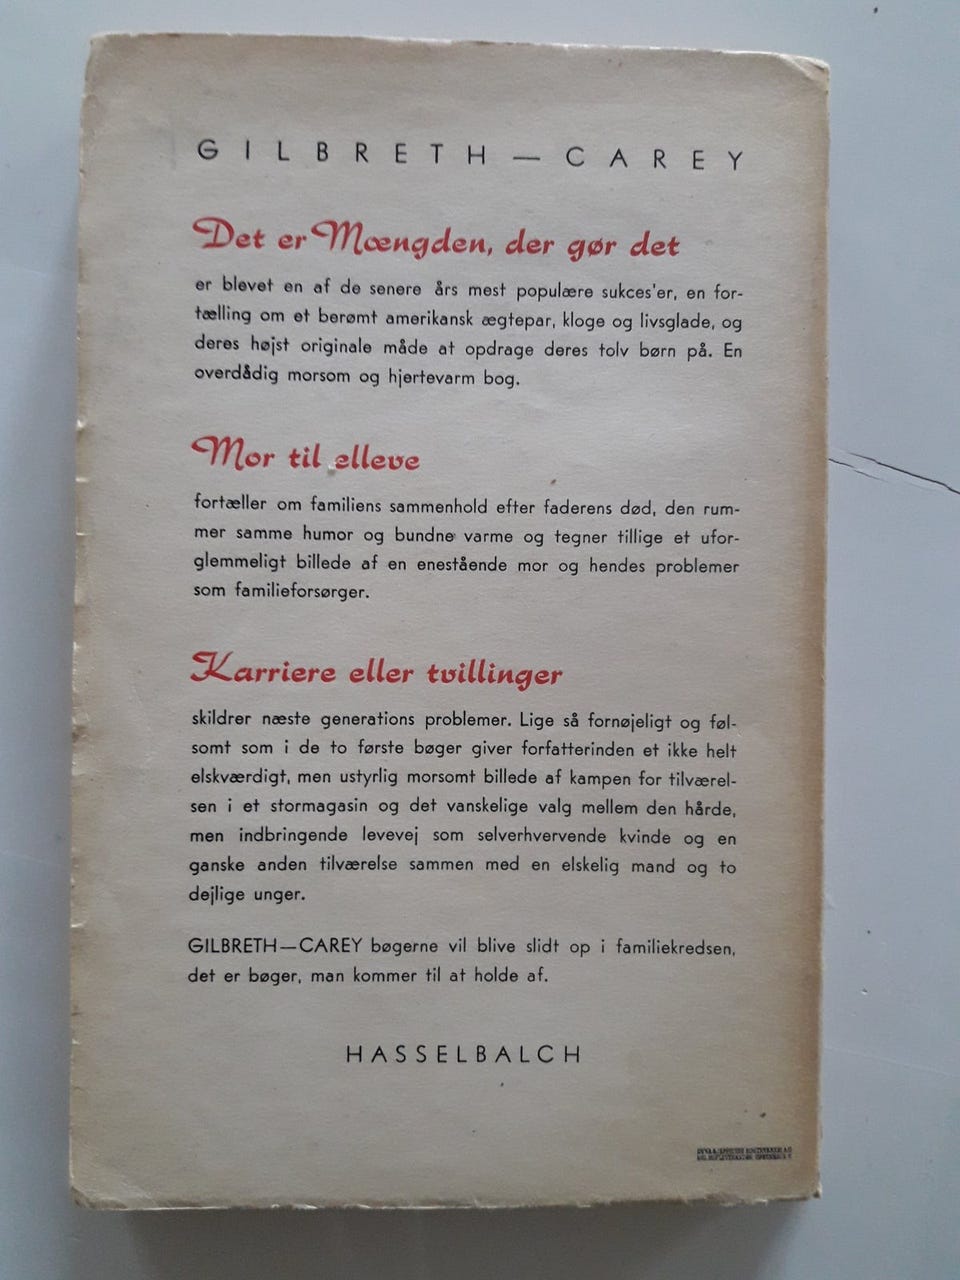 GILBRETH — CAREY
Det er Mængden, der gør det
er blevet en af de senere års mest populære sukces'er, en for-
tælling om et berømt amerikansk ægtepar, kloge og livsglade, og
deres højst originale måde at opdrage deres tolv børn på. En
overdådig morsom og hjertevarm bog.
Mor til elleve
fortæller om familiens sammenhold efter faderens død, den rum-
mer samme humor og bundne varme og tegner tillige et ufor-
glemmeligt billede af en enestående mor og hendes problemer
som familieforsørger.
Karriere eller tvillinger
skildrer næste generations problemer. Lige så fornøjeligt og føl-
somt som i de to første bøger giver forfatterinden et ikke helt
elskværdigt, men ustyrlig morsomt billede af kampen for tilværel-
sen i et stormagasin og det vanskelige valg mellem den hårde,
men indbringende levevej som selverhvervende kvinde og en
ganske anden tilværelse sammen med en elskelig mand og to
dejlige unger.
GILBRETH—CAREY bøgerne vil blive slidt op i familiekredsen,
det er bøger, man kommer til at holde af.
HASSELBALCH